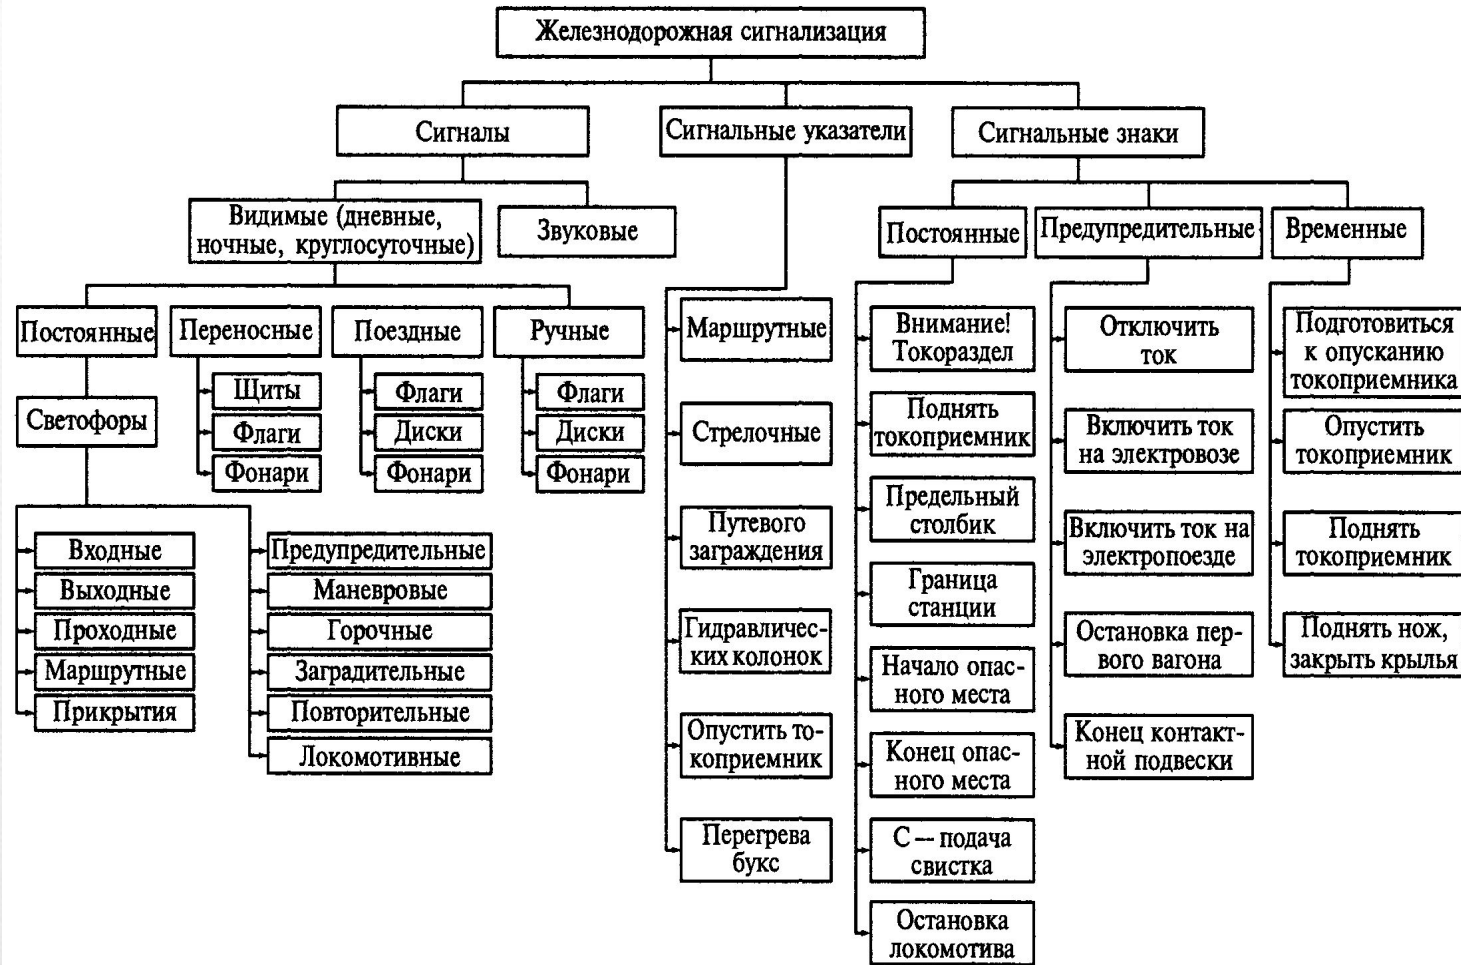 Железнодорожная сигнализация
Сигналы
Сигнальные указатели
Сигнальные знаки
Видимые (дневные,
ночные, круглосуточные)
Звуковые
Постоянные
Предупредительные
Временные
Постоянные
Переносные
Поездные
Ручные
Светофоры
Щиты
Флаги
Фонари
Флаги
Диски
Фонари
Флаги
Диски
Фонари
Входные
Выходные
Проходные
Маршрутные
Прикрытия
Предупредительные
Маневровые
Горочные
Заградительные
Повторительные
Локомотивные
Маршрутные
Стрелочные
Путевого
заграждения
Гидравличес-
ких колонок
Опустить то-
коприемник
Перегрева
букс
Внимание!
Токораздел
Поднять
токоприемник
Предельный
столбик
Граница
станции
Начало опас-
ного места
Конец опас-
ного места
С — подача
свистка
Остановка
локомотива
Отключить
ток
Включить ток
на электровозе
Включить ток на
электропоезде
Остановка пер-
вого вагона
Конец контакт-
ной подвески
Подготовиться
к опусканию
токоприемника
Опустить
токоприемник
Поднять
токоприемник
Поднять нож,
закрыть крылья